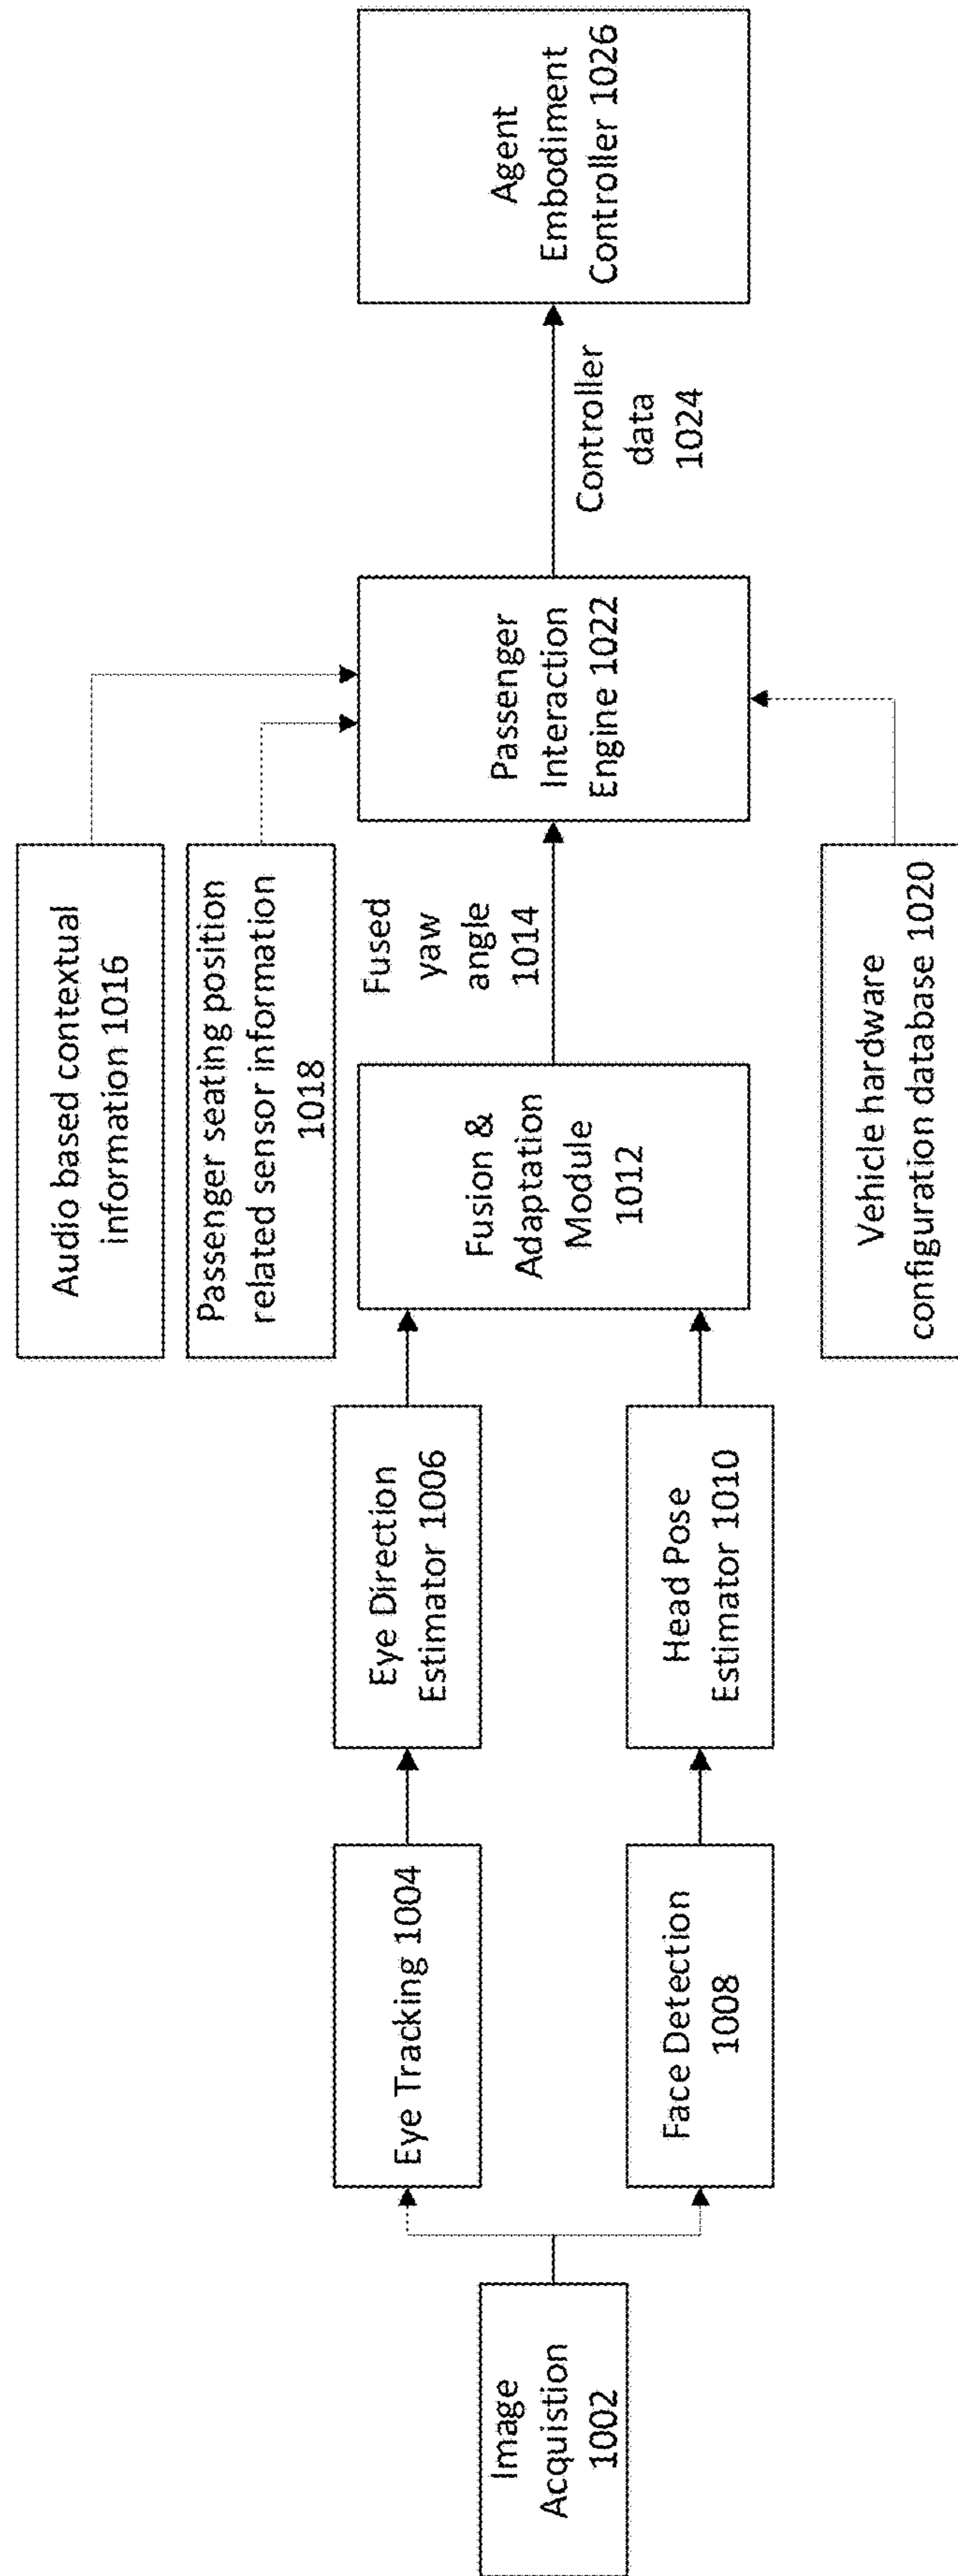 Image
Acquistion
1002
Eye Tracking 1004
Face Detection
1008
Eye Direction
Estimator 1006
Head Pose
Estimator 1010
Audio based contextual
information 1016
Passenger seating position
related sensor information
1018
Fusion &
Adaptation
Module
1012
Vehicle hardware
configuration database 1020
Fused
yaw
angle
1014
Passenger
Interaction
Engine 1022
Controller
data
1024
Agent
Embodiment
Controller 1026